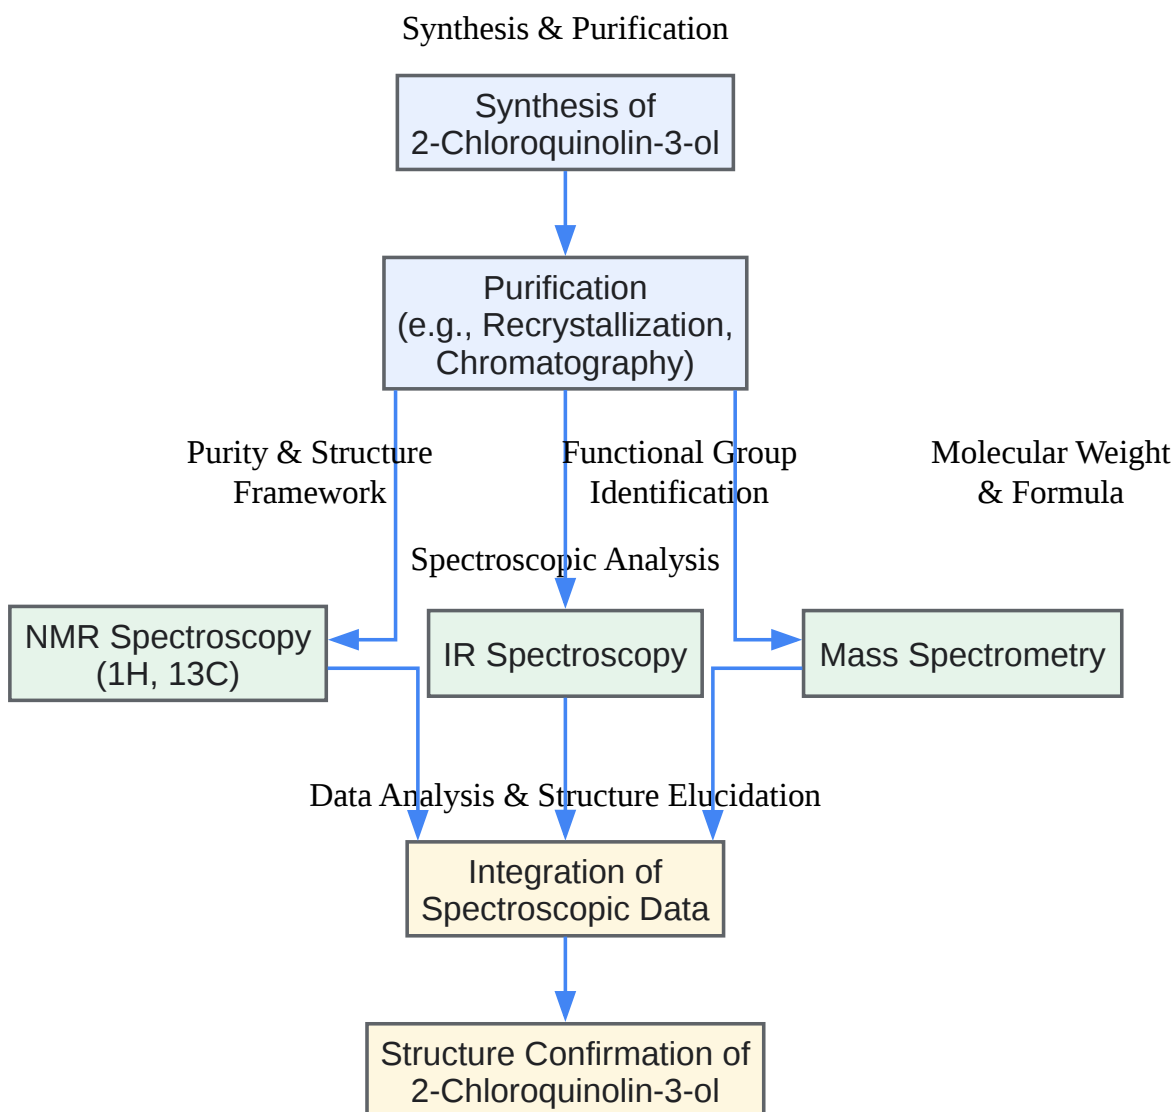 Synthesis & Purification
Synthesis of
2-Chloroquinolin-3-ol
Purification
(e.g., Recrystallization,
Chromatography)
Purity & Structure
Framework
Functional Group
Identification
Molecular Weight
& Formula
Spectroscopic Analysis
NMR Spectroscopy
(1H, 13C)
IR Spectroscopy
Mass Spectrometry
Data Analysis & Structure Elucidation
Integration of
Spectroscopic Data
Structure Confirmation of
2-Chloroquinolin-3-ol